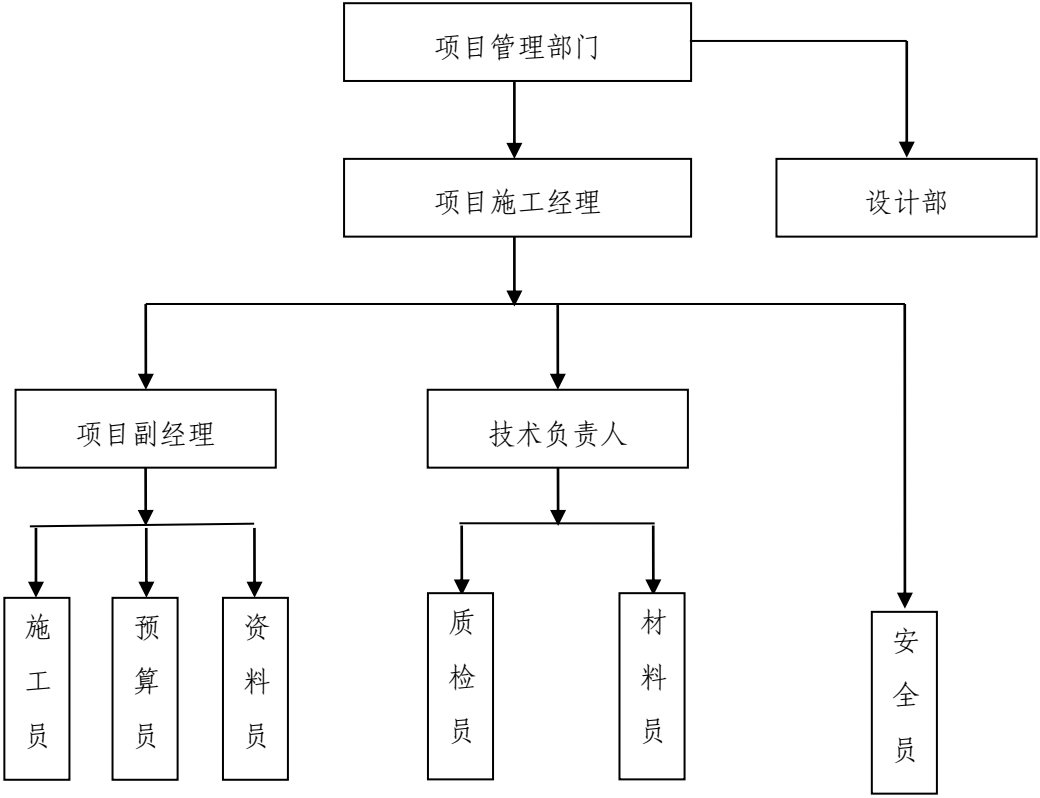 项目管理部门
项目施工经理
设计部
项目副经理
技术负责人
施工员
预算员
资料员
质检员
材料员
安全员